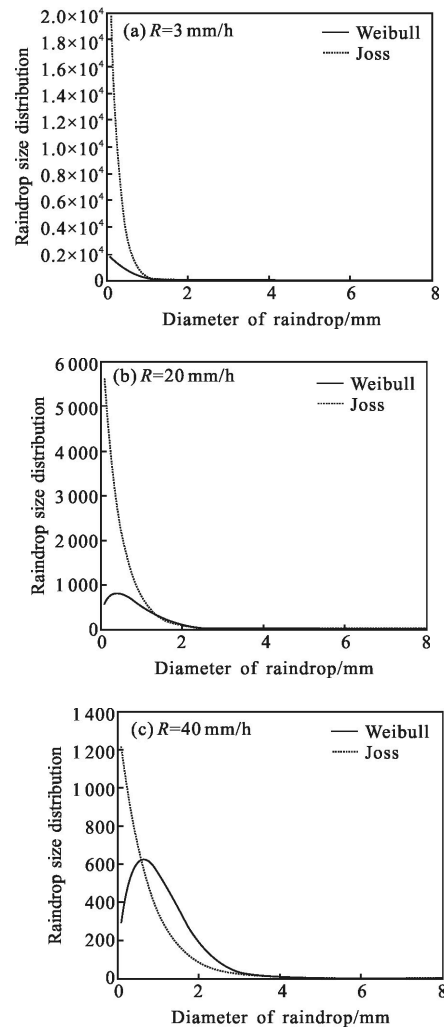 2.0×10⁴
(a) R=3 mm/h
Weibull
Joss
1.8×10⁴
1.6×10⁴
1.4×10⁴
1.2×10⁴
1.0×10⁴
0.8×10⁴
0.6×10⁴
0.4×10⁴
0.2×10⁴
0
Raindrop size distribution
0 2 4 6 8
Diameter of raindrop/mm
6 000
(b) R=20 mm/h
Weibull
Joss
5 000
4 000
3 000
2 000
1 000
0
Raindrop size distribution
0 2 4 6 8
Diameter of raindrop/mm
1 400
(c) R=40 mm/h
Weibull
Joss
1 200
1 000
800
600
400
200
0
Raindrop size distribution
0 2 4 6 8
Diameter of raindrop/mm